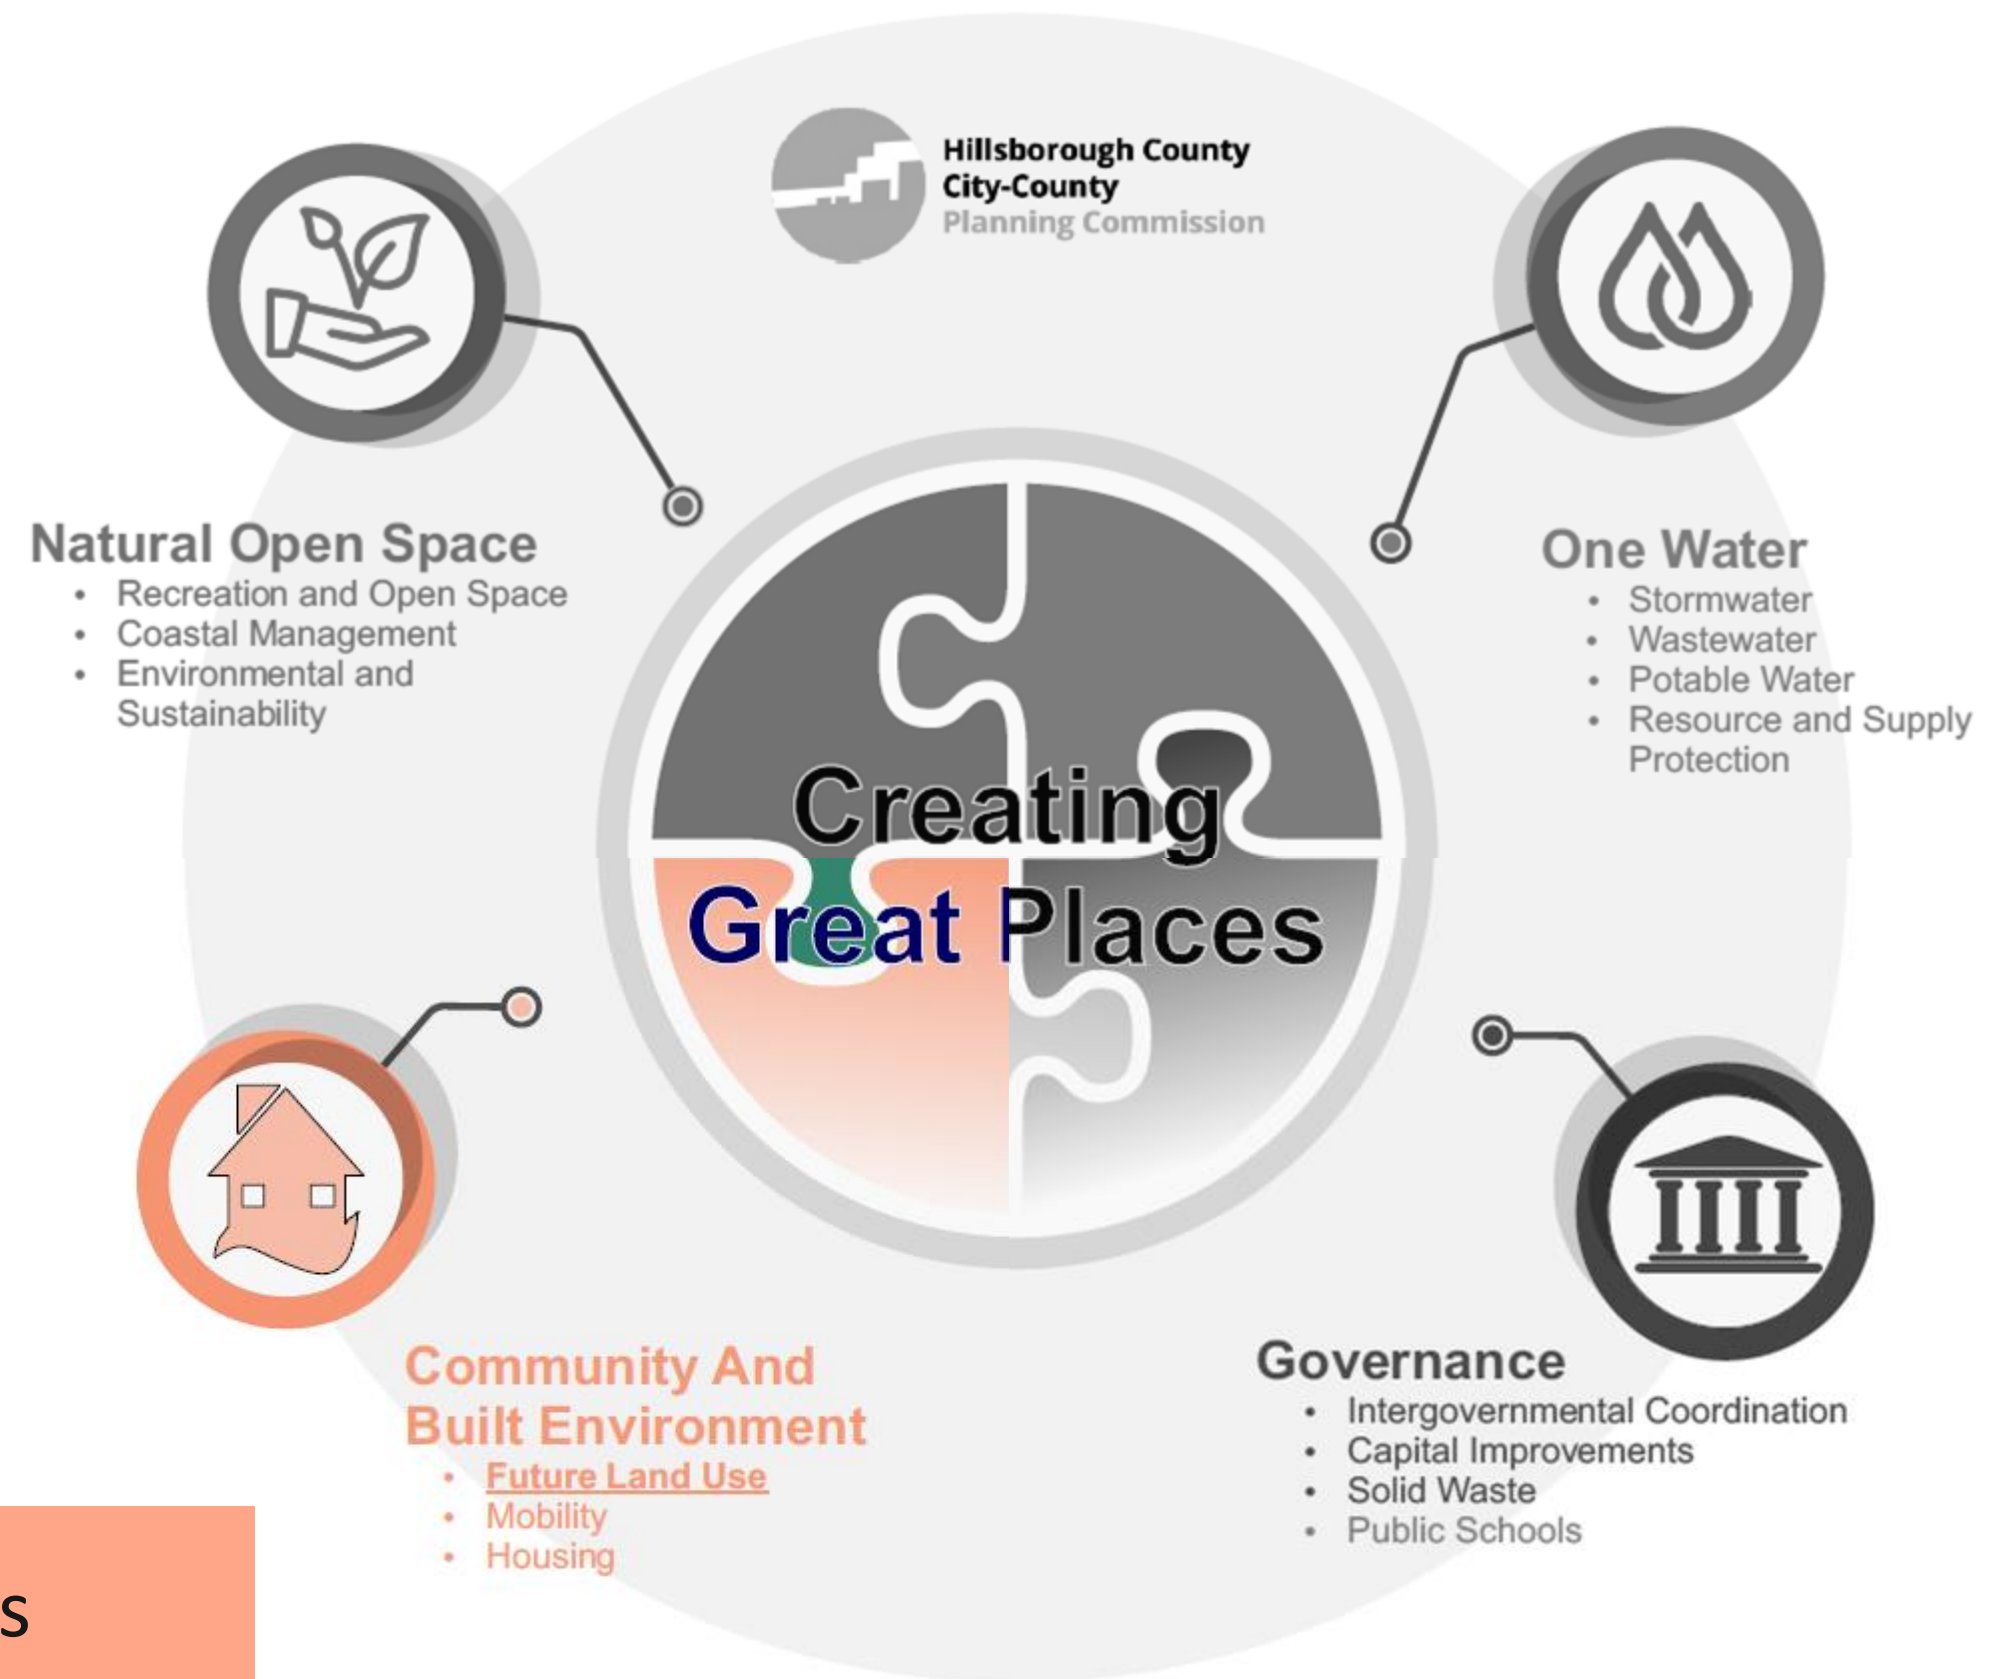 Hillsborough County
City-County
Planning Commission
Natural Open Space
• Recreation and Open Space
• Coastal Management
• Environmental and
Sustainability
One Water
• Stormwater
• Wastewater
• Potable Water
• Resource and Supply
Protection
Creating
Great Places
Community And
Built Environment
• Future Land Use
• Mobility
• Housing
Governance
• Intergovernmental Coordination
• Capital Improvements
• Solid Waste
• Public Schools
s